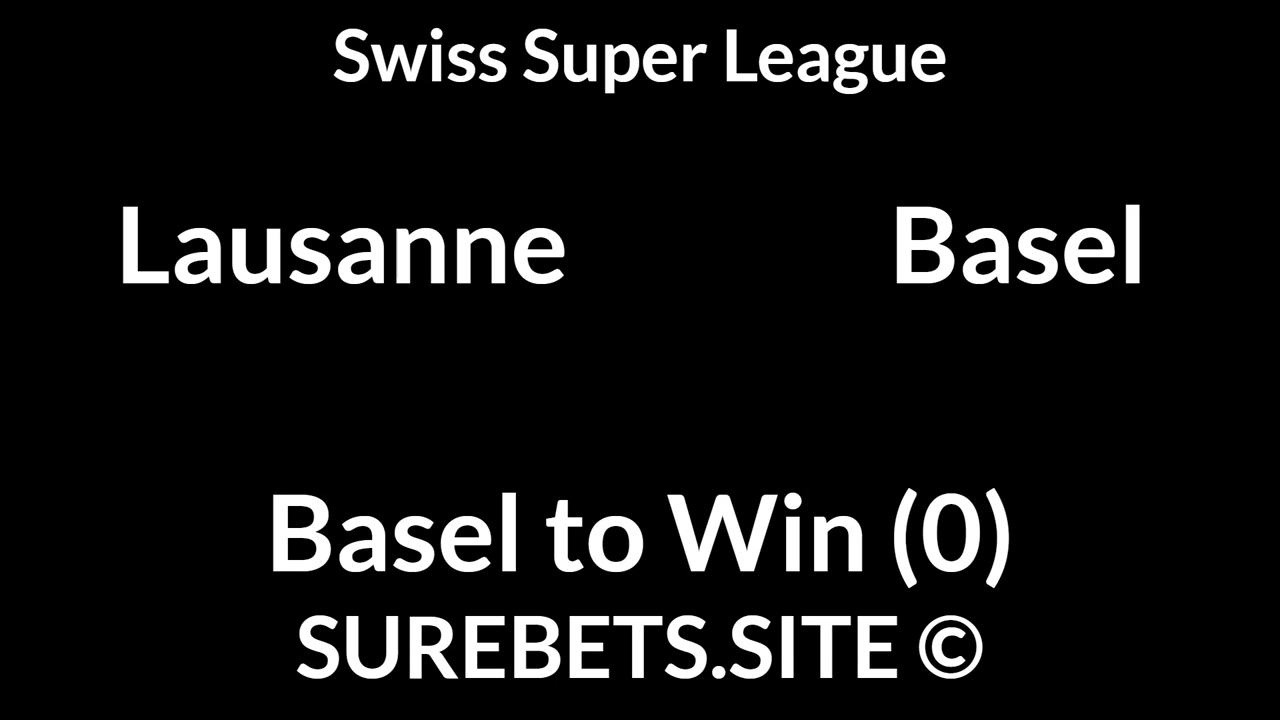 Swiss Super League
Lausanne Basel
Basel to Win (0)
SUREBETS.SITE ©